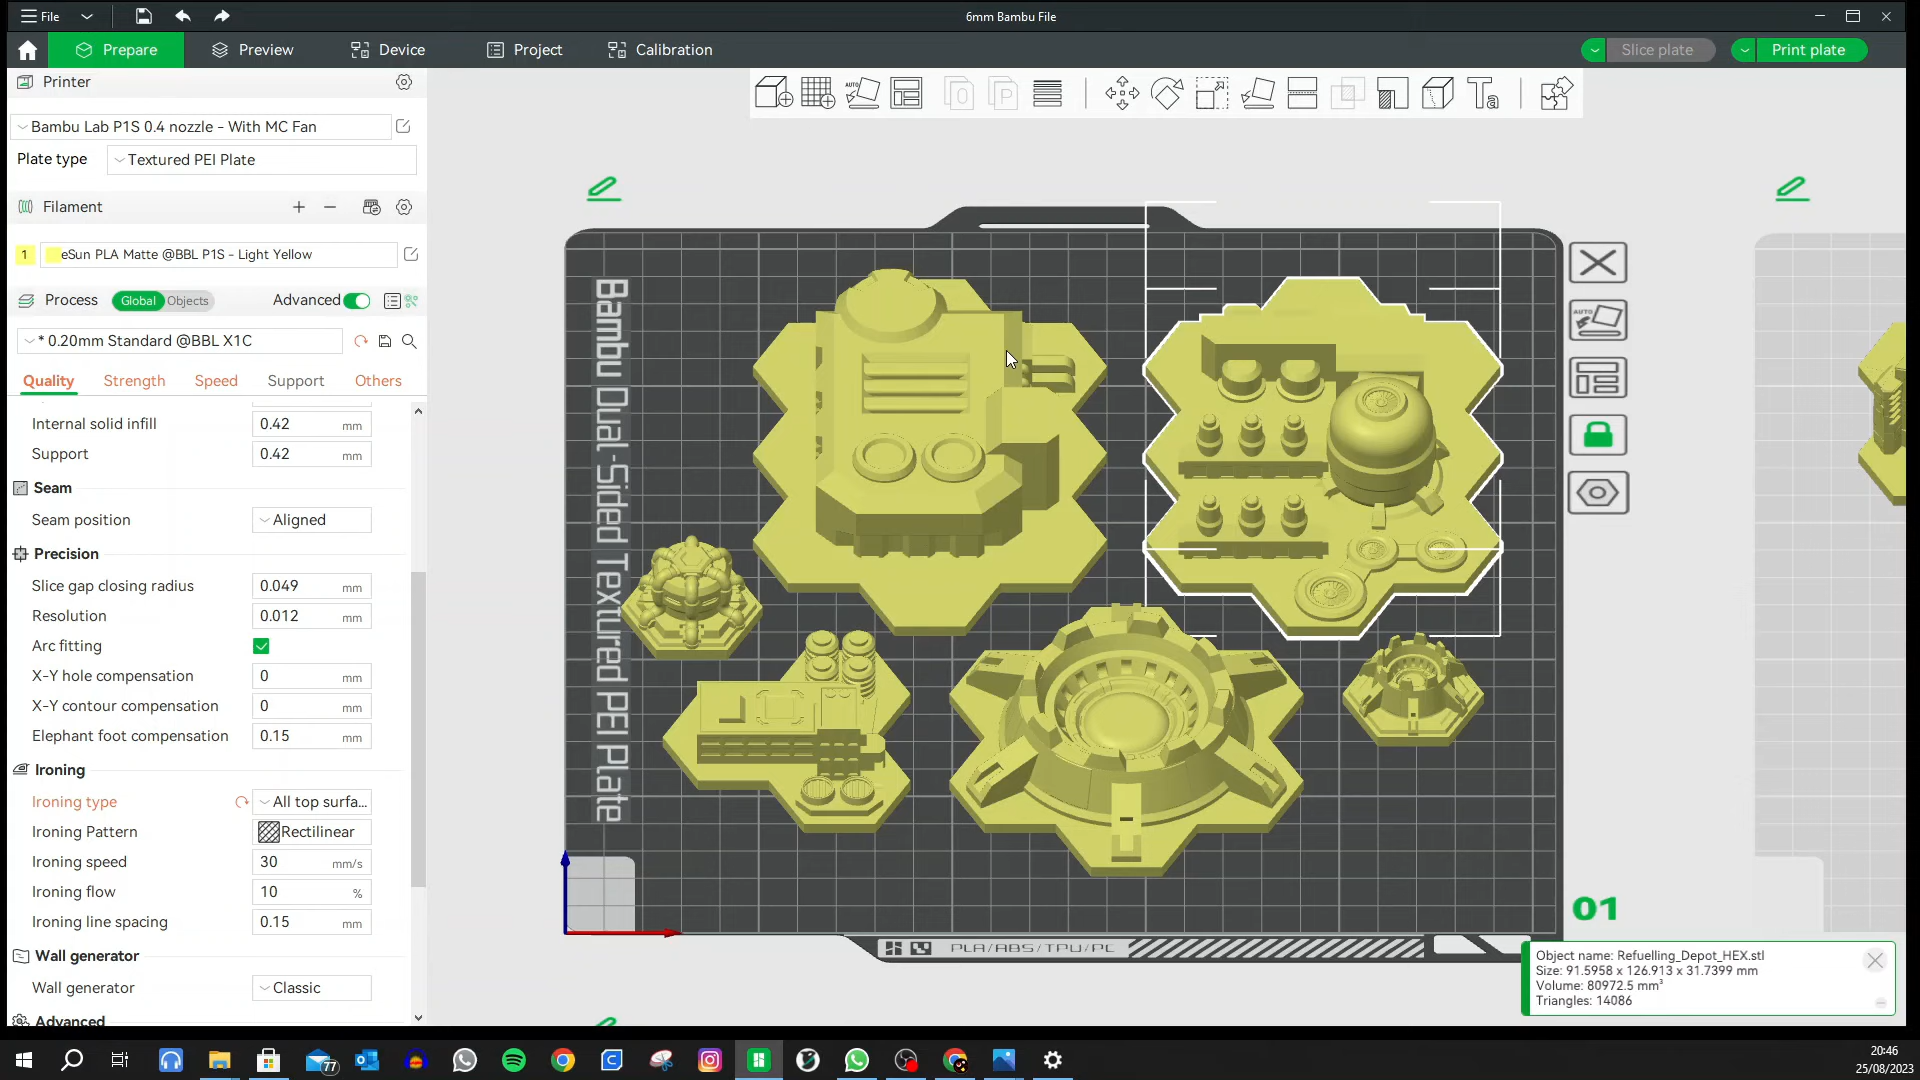 File
6mm Bambu File
Prepare
Preview
Device
Project
Calibration
Slice plate
Print plate
Printer
Bambu Lab P1S 0.4 nozzle - With MC Fan
Plate type
Textured PEI Plate
Filament
1
eSun PLA Matte @BBL P1S - Light Yellow
Process
Global
Objects
Advanced
* 0.20mm Standard @BBL X1C
Quality
Strength
Speed
Support
Others
Internal solid infill
0.42
mm
Support
0.42
mm
Seam
Seam position
Aligned
Precision
Slice gap closing radius
0.049
mm
Resolution
0.012
mm
Arc fitting
X-Y hole compensation
0
mm
X-Y contour compensation
0
mm
Elephant foot compensation
0.15
mm
Ironing
Ironing type
All top surfa...
Ironing Pattern
Rectilinear
Ironing speed
30
mm/s
Ironing flow
10
%
Ironing line spacing
0.15
mm
Wall generator
Wall generator
Classic
Advanced
AUTO
O
P
Ta
Bambu Dual-Sided Textured PEI Plate
AUTO
01
PLA/ABS/TPU/PC
Object name: Refuelling_Depot_HEX.stl
Size: 91.5958 x 126.913 x 31.7399 mm
Volume: 80972.5 mm³
Triangles: 14086
77
20:46
25/08/2023